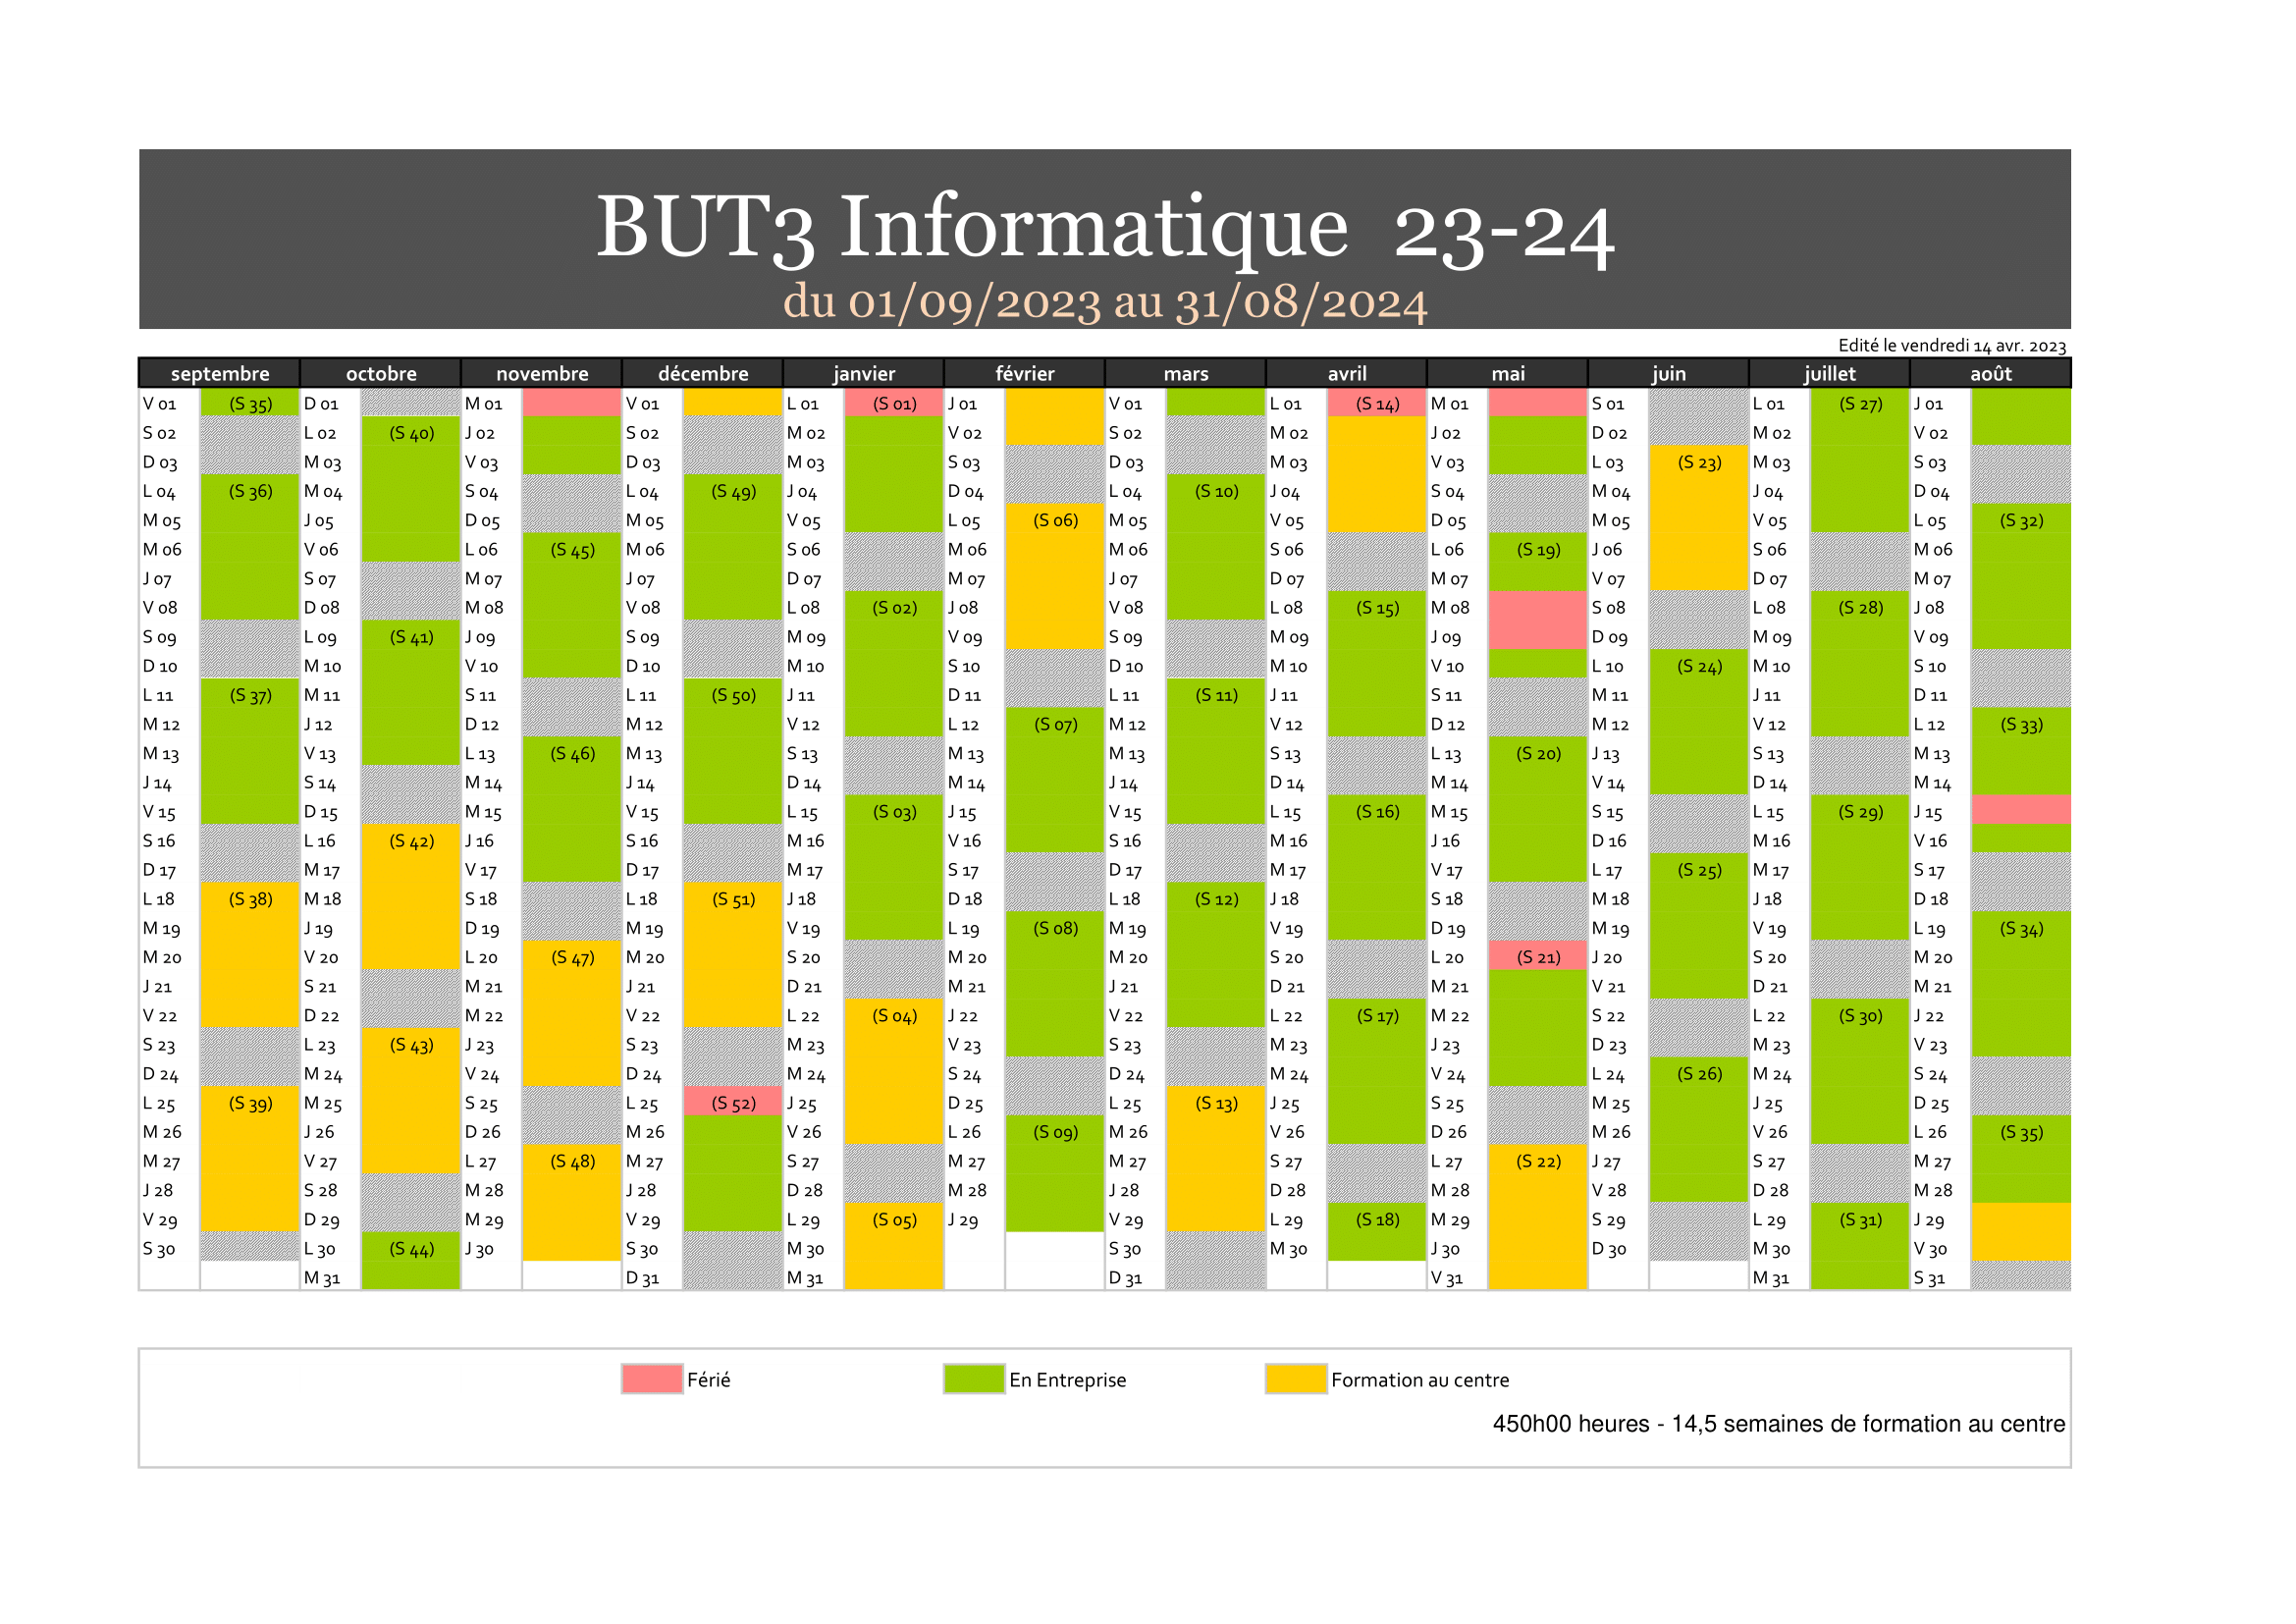 BUT3 Informatique 23-24
du 01/09/2023 au 31/08/2024
Edité le vendredi 14 avr. 2023
septembre octobre novembre décembre janvier février mars avril mai juin juillet août
V 01 (S 35) D 01 M 01 V 01 L 01 (S 01) J 01 V 01 L 01 (S 14) M 01 S 01 L 01 (S 27) J 01
S 02 L 02 (S 40) J 02 S 02 M 02 V 02 S 02 M 02 J 02 D 02 M 02 V 02
D 03 M 03 V 03 D 03 M 03 S 03 D 03 M 03 V 03 L 03 (S 23) M 03 S 03
L 04 (S 36) M 04 S 04 L 04 (S 49) J 04 D 04 L 04 (S 10) J 04 S 04 M 04 J 04 D 04
M 05 J 05 D 05 M 05 V 05 L 05 (S 06) M 05 V 05 D 05 M 05 V 05 L 05 (S 32)
M 06 V 06 L 06 (S 45) M 06 S 06 M 06 M 06 S 06 L 06 (S 19) J 06 S 06 M 06
J 07 S 07 M 07 J 07 D 07 M 07 J 07 D 07 M 07 V 07 D 07 M 07
V 08 D 08 M 08 V 08 L 08 (S 02) J 08 V 08 L 08 (S 15) M 08 S 08 L 08 (S 28) J 08
S 09 L 09 (S 41) J 09 S 09 M 09 V 09 S 09 M 09 J 09 D 09 M 09 V 09
D 10 M 10 V 10 D 10 M 10 S 10 D 10 M 10 V 10 L 10 (S 24) M 10 S 10
L 11 (S 37) M 11 S 11 L 11 (S 50) J 11 D 11 L 11 (S 11) J 11 S 11 M 11 J 11 D 11
M 12 J 12 D 12 M 12 V 12 L 12 (S 07) M 12 V 12 D 12 M 12 V 12 L 12 (S 33)
M 13 V 13 L 13 (S 46) M 13 S 13 M 13 M 13 S 13 L 13 (S 20) J 13 S 13 M 13
J 14 S 14 M 14 J 14 D 14 M 14 J 14 D 14 M 14 V 14 D 14 M 14
V 15 D 15 M 15 V 15 L 15 (S 03) J 15 V 15 L 15 (S 16) M 15 S 15 L 15 (S 29) J 15
S 16 L 16 (S 42) J 16 S 16 M 16 V 16 S 16 M 16 J 16 D 16 M 16 V 16
D 17 M 17 V 17 D 17 M 17 S 17 D 17 M 17 V 17 L 17 (S 25) M 17 S 17
L 18 (S 38) M 18 S 18 L 18 (S 51) J 18 D 18 L 18 (S 12) J 18 S 18 M 18 J 18 D 18
M 19 J 19 D 19 M 19 V 19 L 19 (S 08) M 19 V 19 D 19 M 19 V 19 L 19 (S 34)
M 20 V 20 L 20 (S 47) M 20 S 20 M 20 M 20 S 20 L 20 (S 21) J 20 S 20 M 20
J 21 S 21 M 21 J 21 D 21 M 21 J 21 D 21 M 21 V 21 D 21 M 21
V 22 D 22 M 22 V 22 L 22 (S 04) J 22 V 22 L 22 (S 17) M 22 S 22 L 22 (S 30) J 22
S 23 L 23 (S 43) J 23 S 23 M 23 V 23 S 23 M 23 J 23 D 23 M 23 V 23
D 24 M 24 V 24 D 24 M 24 S 24 D 24 M 24 V 24 L 24 (S 26) M 24 S 24
L 25 (S 39) M 25 S 25 L 25 (S 52) J 25 D 25 L 25 (S 13) J 25 S 25 M 25 J 25 D 25
M 26 J 26 D 26 M 26 V 26 L 26 (S 09) M 26 V 26 D 26 M 26 V 26 L 26 (S 35)
M 27 V 27 L 27 (S 48) M 27 S 27 M 27 M 27 S 27 L 27 (S 22) J 27 S 27 M 27
J 28 S 28 M 28 J 28 D 28 M 28 J 28 D 28 M 28 V 28 D 28 M 28
V 29 D 29 M 29 V 29 L 29 (S 05) J 29 V 29 L 29 (S 18) M 29 S 29 L 29 (S 31) J 29
S 30 L 30 (S 44) J 30 S 30 M 30 S 30 M 30 J 30 D 30 M 30 V 30
M 31 D 31 M 31 D 31 V 31 M 31 S 31
Férié En Entreprise Formation au centre
450h00 heures - 14,5 semaines de formation au centre